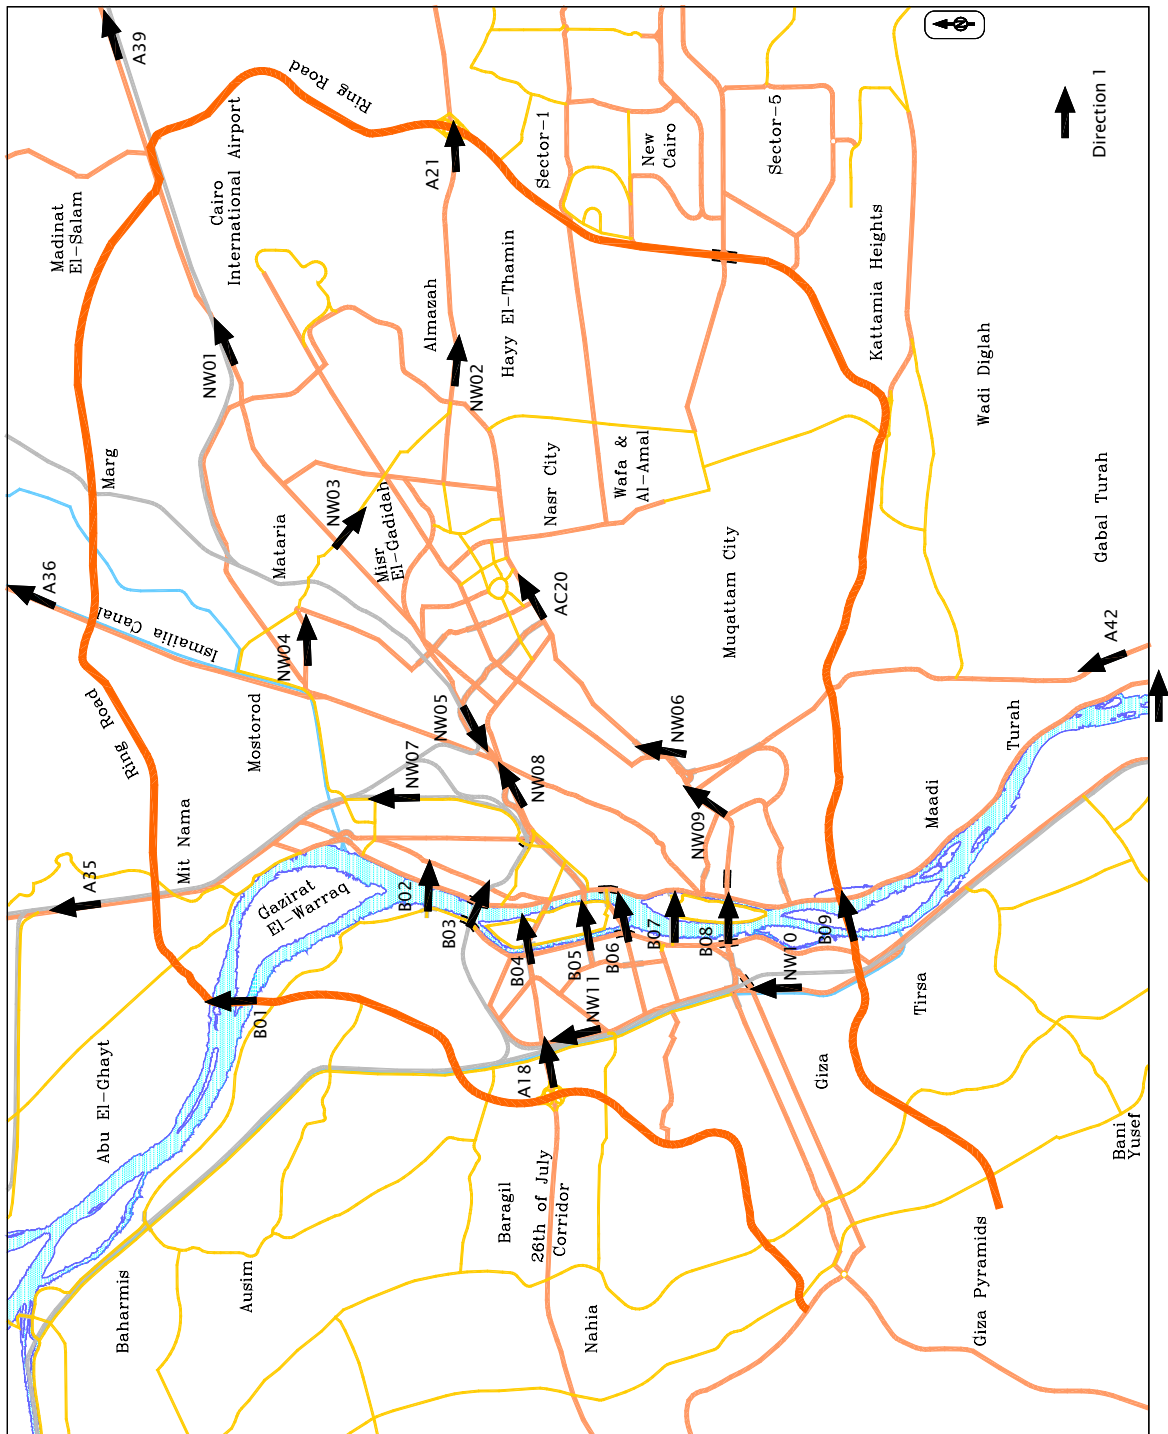 A39
Ring Road
Cairo
International Airport
Madinat
El-Salam
A21
Sector-1
New
Cairo
Sector-5
N
Direction 1
Almazah
Hayy El-Thamin
Kattamia Heights
Wadi Diglah
NW01
NW02
Marg
NW03
Misr
El-Gadidah
Mataria
Nasr City
Wafa &
Al-Amal
Gabal Turah
A36
Ismailia Canal
AC20
Muqattam City
A42
NW04
Ring Road
Mostorod
NW05
NW06
Turah
NW07
NW08
NW09
Maadi
Mit Nama
A35
Gazirat
El-Warraq
B02
B03
B04
B05
B06
B07
B08
B09
NW10
NW11
B01
Tirsa
A18
Giza
Abu El-Ghayt
Bani
Yusef
Baragil
26th of July
Corridor
Baharmis
Ausim
Nahia
Giza Pyramids